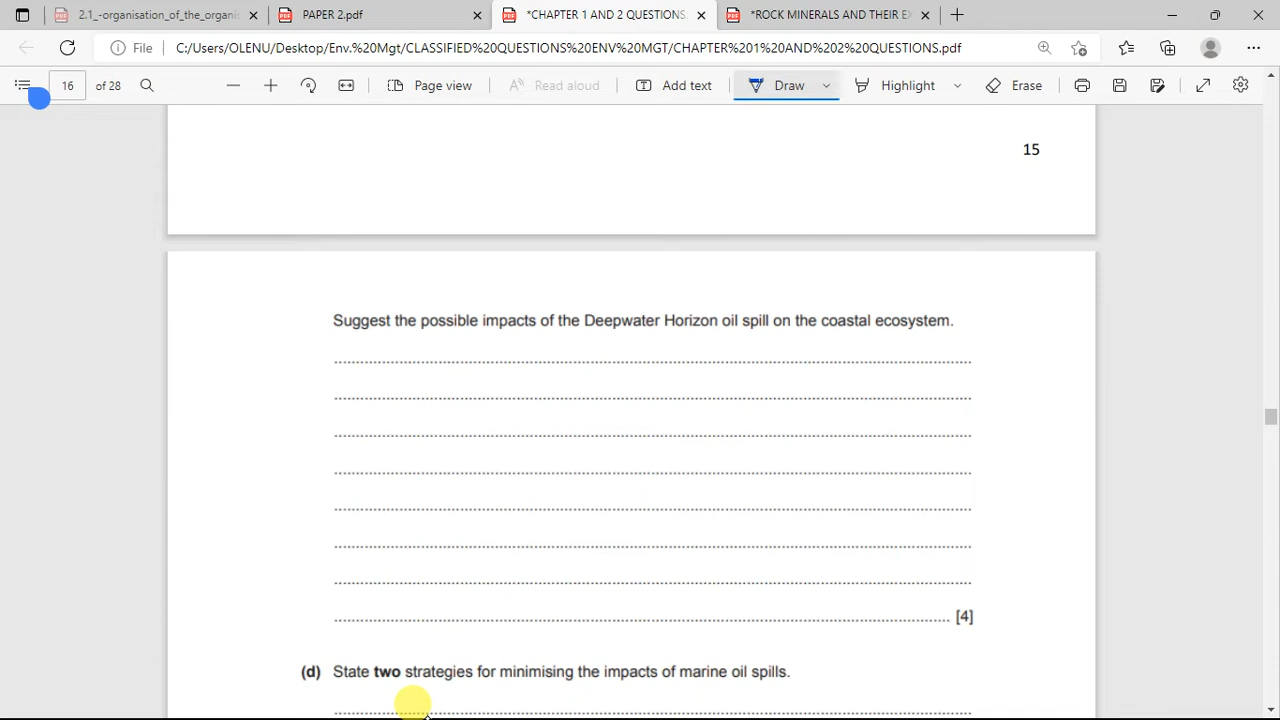 2.1_-organisation_of_the_organi
PAPER 2.pdf
*CHAPTER 1 AND 2 QUESTIONS.
*ROCK MINERALS AND THEIR EX
File
C:/Users/OLENU/Desktop/Env.%20Mgt/CLASSIFIED%20QUESTIONS%20ENV%20MGT/CHAPTER%201%20AND%202%20QUESTIONS.pdf
16 of 28
Page view
Read aloud
Add text
Draw
Highlight
Erase
15
Suggest the possible impacts of the Deepwater Horizon oil spill on the coastal ecosystem.
[4]
(d) State two strategies for minimising the impacts of marine oil spills.